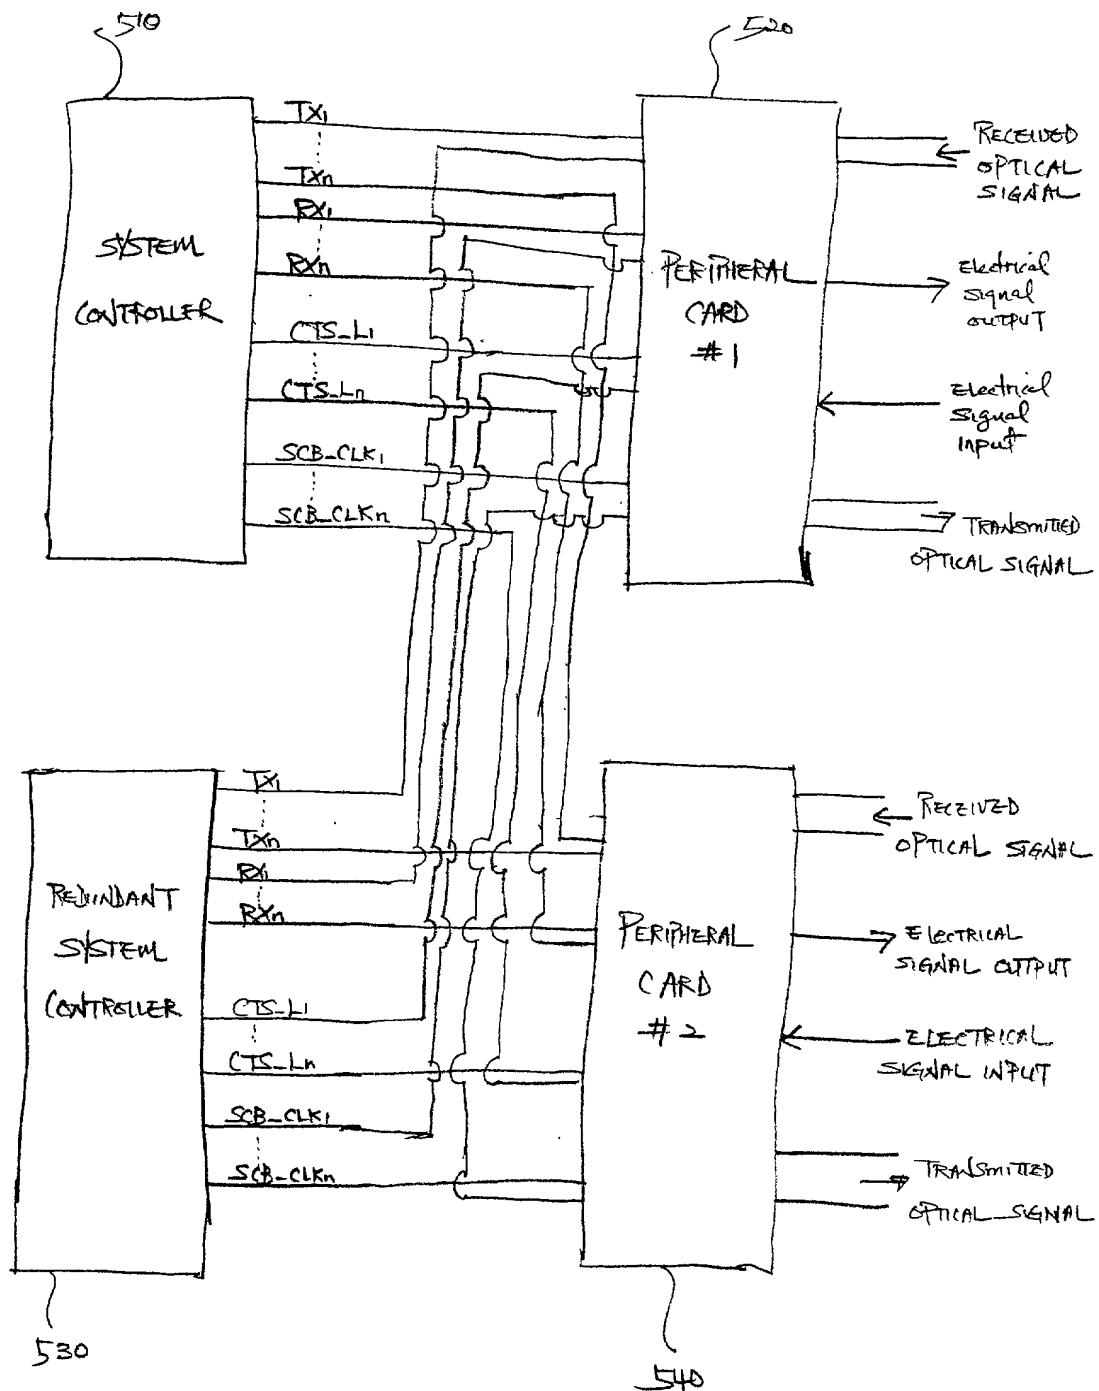 510
520
TX1
TXn
RX1
RXn
CTS_L1
CTS_Ln
SCB_CLK1
SCB_CLKn
SYSTEM
CONTROLLER
PERIPHERAL
CARD
#1
RECEIVED
OPTICAL
SIGNAL
Electrical
Signal
OUTPUT
Electrical
Signal
Input
TRANSMITTED
OPTICAL SIGNAL
TX1
TXn
RX1
RXn
CTS_L1
CTS_Ln
SCB_CLK1
SCB_CLKn
REDUNDANT
SYSTEM
CONTROLLER
PERIPHERAL
CARD
#2
RECEIVED
OPTICAL SIGNAL
ELECTRICAL
SIGNAL OUTPUT
ELECTRICAL
SIGNAL INPUT
TRANSMITTED
OPTICAL SIGNAL
530
540